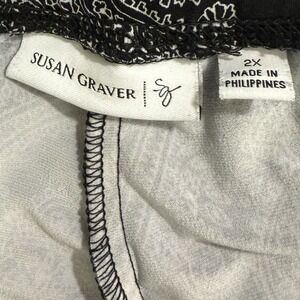 SUSAN GRAVER
sg
2X
MADE IN
PHILIPPINES